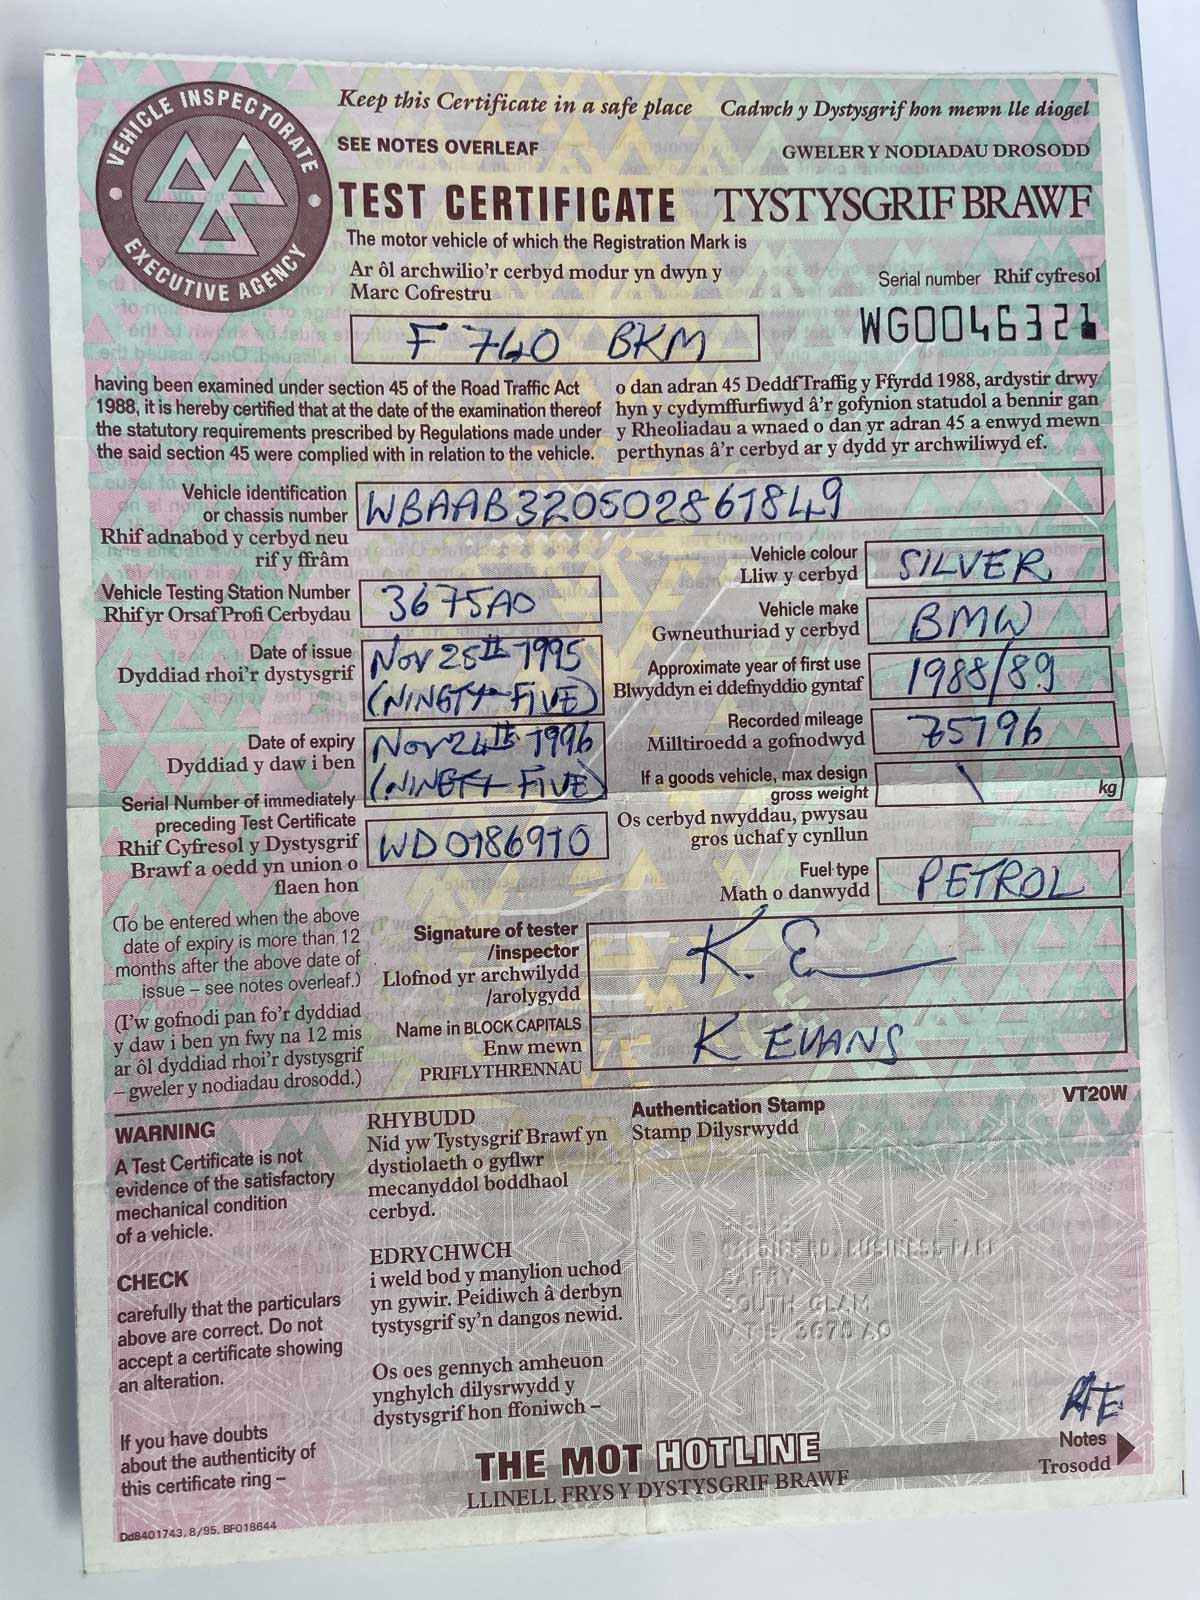 VEHICLE INSPECTORATE
EXECUTIVE AGENCY
Keep this Certificate in a safe place Cadwch y Dystysgrif hon mewn lle diogel
SEE NOTES OVERLEAF GWELER Y NODIADAU DROSODD
TEST CERTIFICATE TYSTYSGRIF BRAWF
The motor vehicle of which the Registration Mark is
Ar ôl archwilio'r cerbyd modur yn dwyn y
Marc Cofrestru
Serial number Rhif cyfresol
F 740 BKM
WG0046321
having been examined under section 45 of the Road Traffic Act
1988, it is hereby certified that at the date of the examination thereof
the statutory requirements prescribed by Regulations made under
the said section 45 were complied with in relation to the vehicle.
o dan adran 45 Deddf Traffig y Ffyrdd 1988, ardystir drwy
hyn y cydymffurfiwyd â'r gofynion statudol a bennir gan
y Rheoliadau a wnaed o dan yr adran 45 a enwyd mewn
perthynas â'r cerbyd ar y dydd yr archwiliwyd ef.
Vehicle identification
or chassis number
Rhif adnabod y cerbyd neu
rif y ffrâm
WBAAB320502861849
Vehicle Testing Station Number
Rhif yr Orsaf Profi Cerbydau
3675AO
Date of issue
Dyddiad rhoi'r dystysgrif
Nov 25th 1995
(NINETY-FIVE)
Date of expiry
Dyddiad y daw i ben
Nov 24th 1996
(NINETY FIVE)
Serial Number of immediately
preceding Test Certificate
Rhif Cyfresol y Dystysgrif
Brawf a oedd yn union o
flaen hon
WD0186910
(To be entered when the above
date of expiry is more than 12
months after the above date of
issue – see notes overleaf.)
(I'w gofnodi pan fo'r dyddiad
y daw i ben yn fwy na 12 mis
ar ôl dyddiad rhoi'r dystysgrif
– gweler y nodiadau drosodd.)
Vehicle colour
Lliw y cerbyd
SILVER
Vehicle make
Gwneuthuriad y cerbyd
BMW
Approximate year of first use
Blwyddyn ei ddefnyddio gyntaf
1988/89
Recorded mileage
Milltiroedd a gofnodwyd
75796
If a goods vehicle, max design
gross weight
kg
Os cerbyd nwyddau, pwysau
gros uchaf y cynllun
Fuel type
Math o danwydd
PETROL
Signature of tester
/inspector
Llofnod yr archwilydd
/arolygydd
K. E
Name in BLOCK CAPITALS
Enw mewn
PRIFLYTHRENNAU
K EVANS
VT20W
WARNING
A Test Certificate is not
evidence of the satisfactory
mechanical condition
of a vehicle.
CHECK
carefully that the particulars
above are correct. Do not
accept a certificate showing
an alteration.
If you have doubts
about the authenticity of
this certificate ring –
RHYBUDD
Nid yw Tystysgrif Brawf yn
dystiolaeth o gyflwr
mecanyddol boddhaol
cerbyd.
EDRYCHWCH
i weld bod y manylion uchod
yn gywir. Peidiwch â derbyn
tystysgrif sy'n dangos newid.
Os oes gennych amheuon
ynghylch dilysrwydd y
dystysgrif hon ffoniwch –
Authentication Stamp
Stamp Dilysrwydd
RD. BUSINESS PARK
BARRY
SOUTH GLAM
V.T.S. 3675 AO
THE MOT HOTLINE
LLINELL FRYS Y DYSTYSGRIF BRAWF
Notes
Trosodd
Dd8401743, 8/95, BF018644